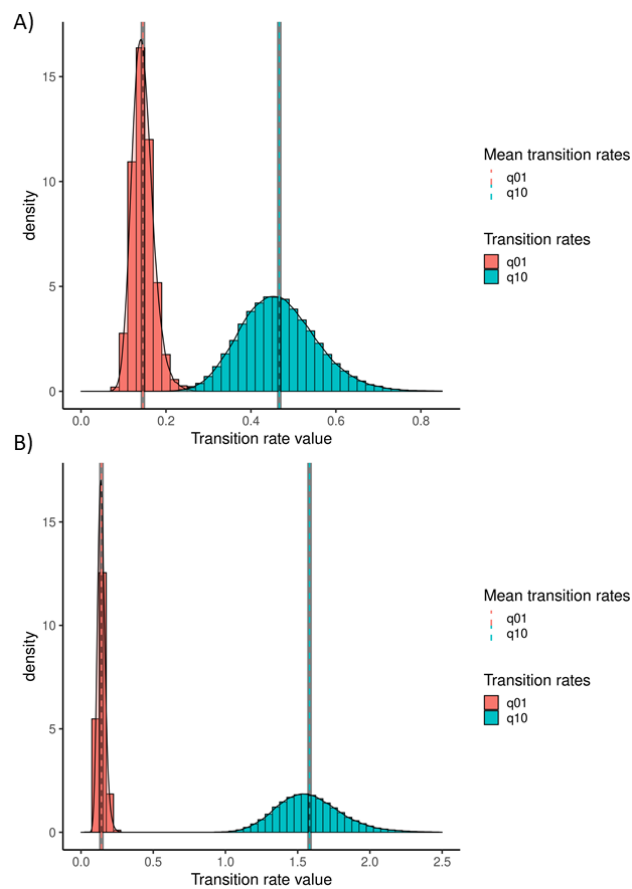 A)
15
10
5
0
density
0.0 0.2 0.4 0.6 0.8
Transition rate value
Mean transition rates
q01
q10
Transition rates
q01
q10
B)
15
10
5
0
density
0.0 0.5 1.0 1.5 2.0 2.5
Transition rate value
Mean transition rates
q01
q10
Transition rates
q01
q10